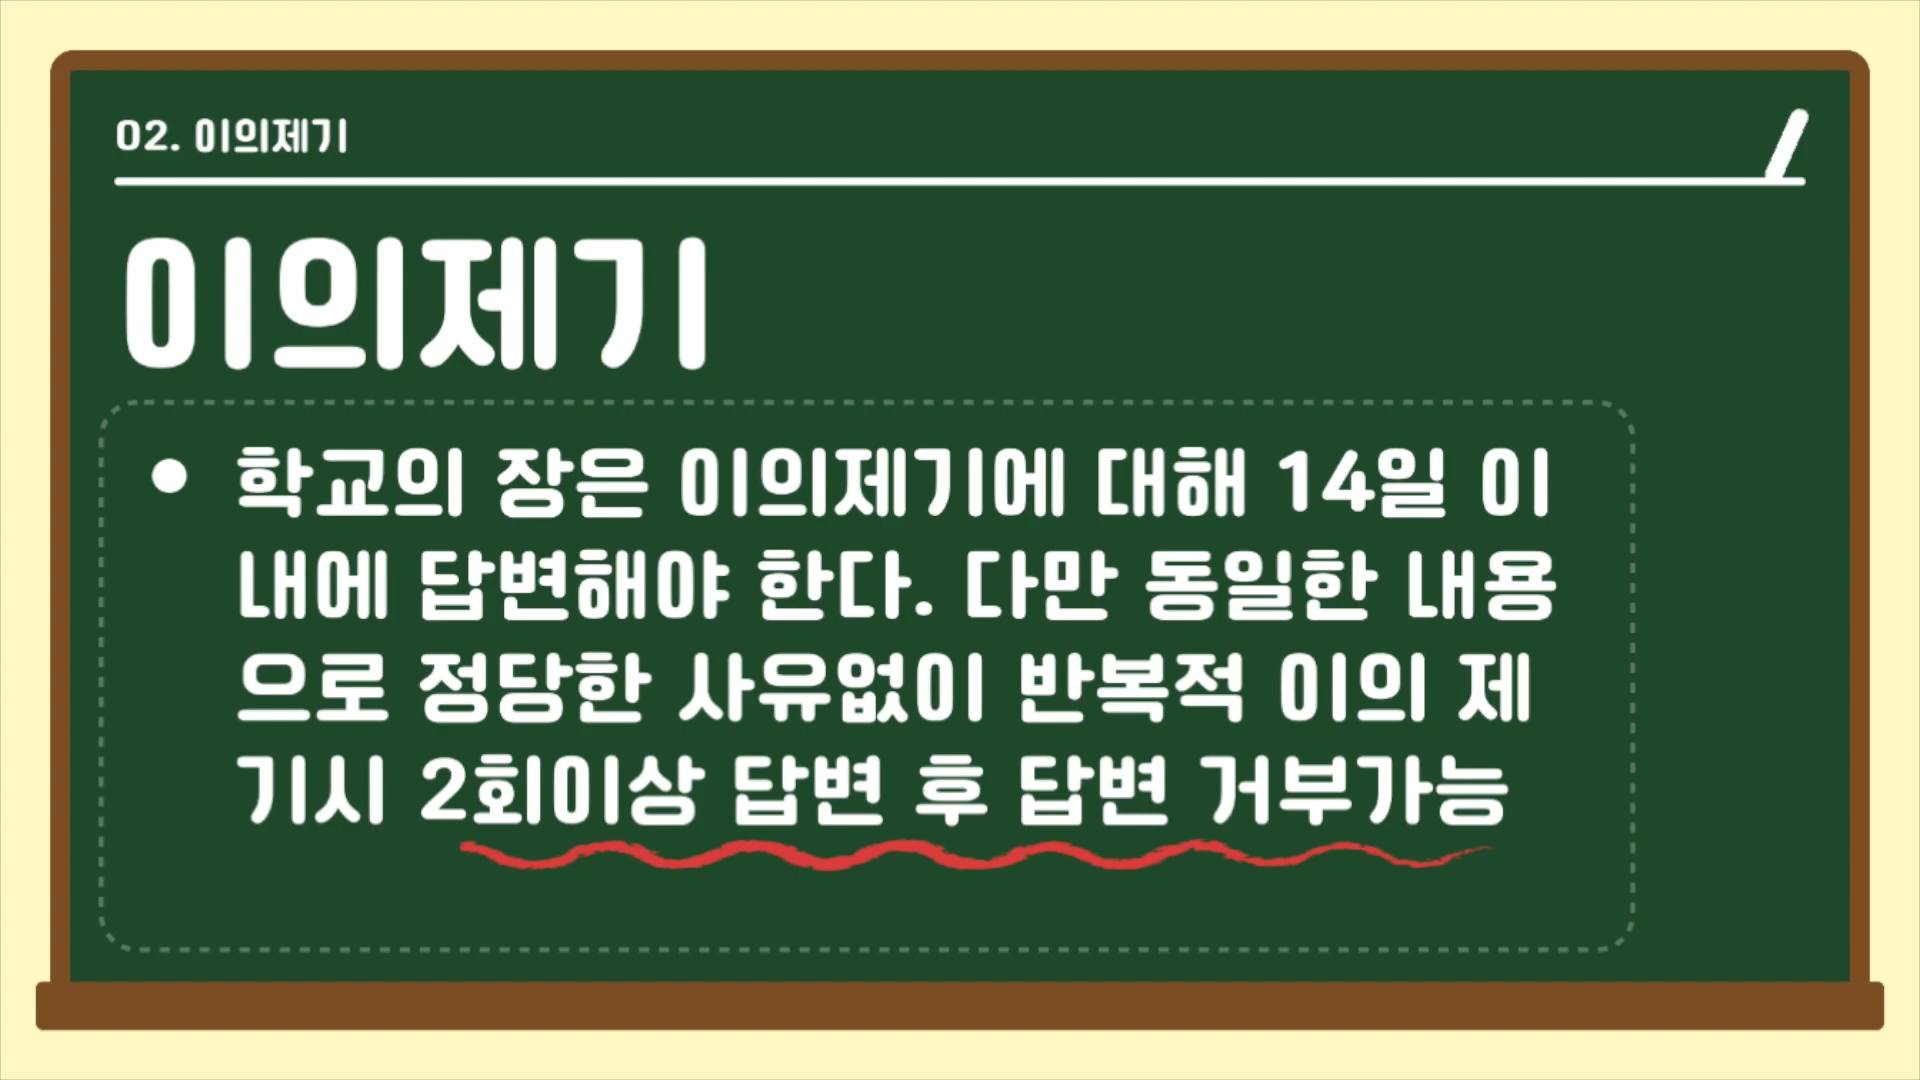 02. 이의제기
이의제기
● 학교의 장은 이의제기에 대해 14일 이
내에 답변해야 한다. 다만 동일한 내용
으로 정당한 사유없이 반복적 이의 제
기시 2회이상 답변 후 답변 거부가능